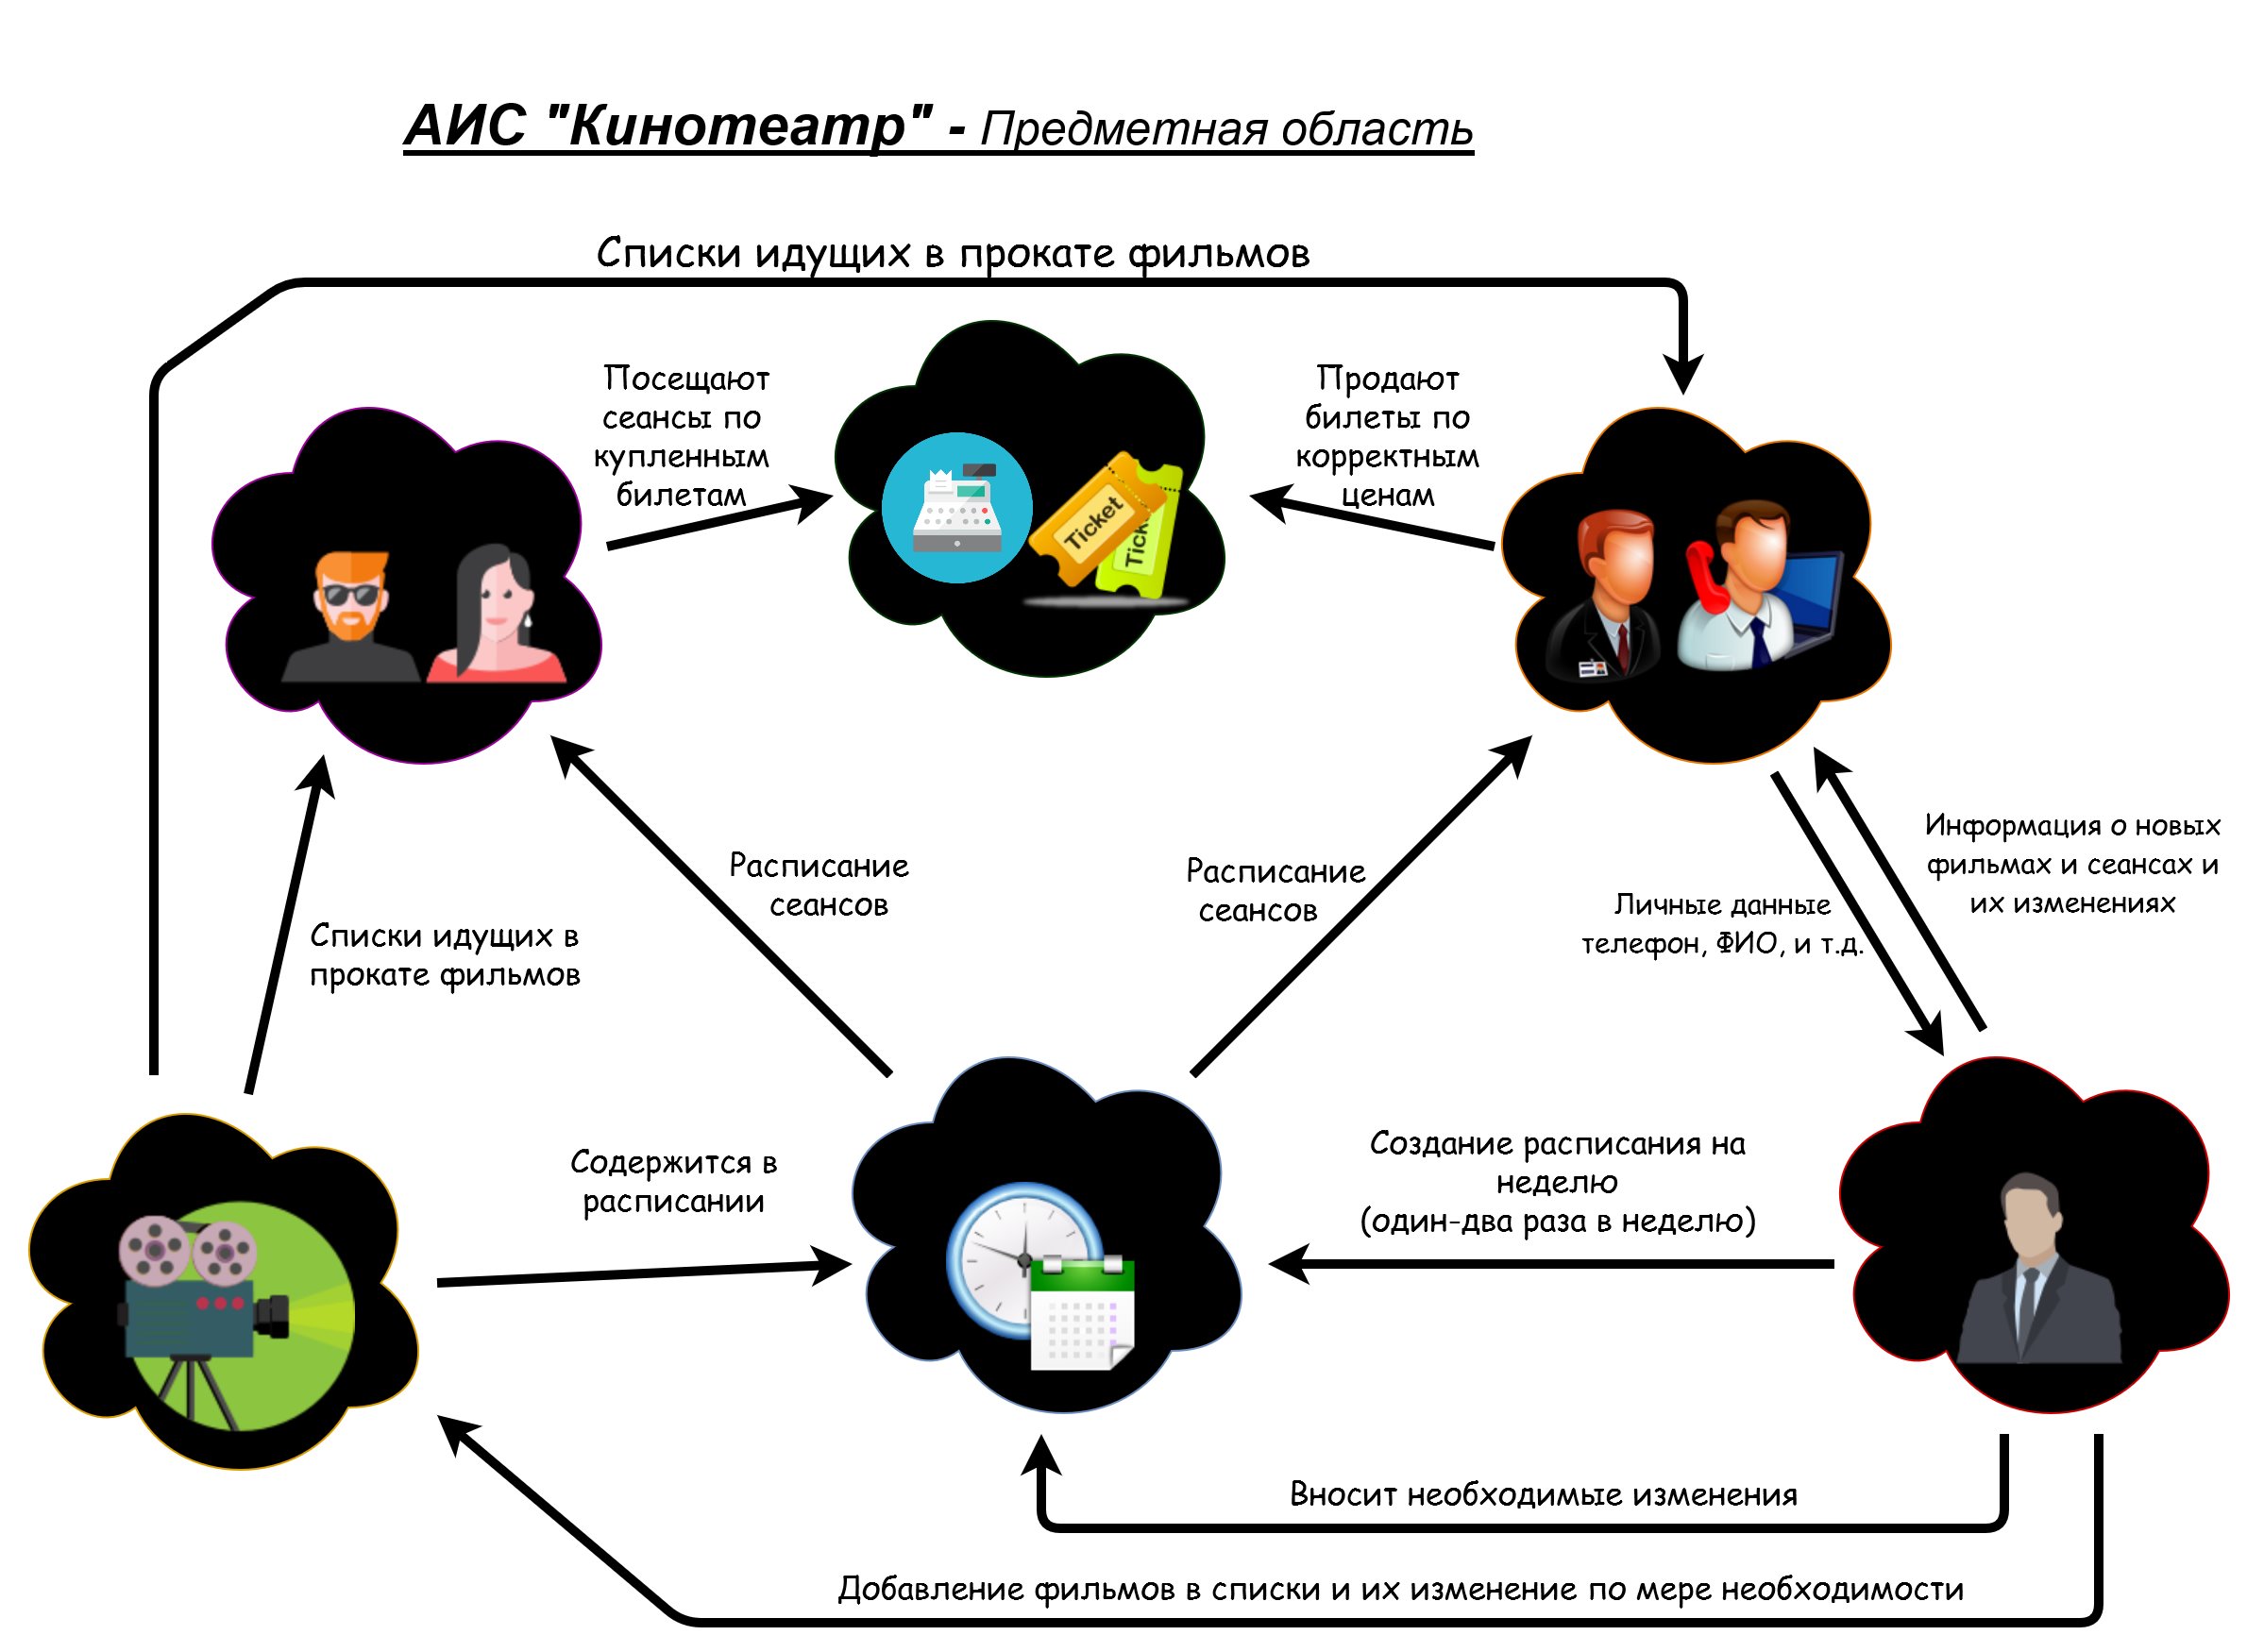 АИС "Кинотеатр" - Предметная область
Списки идущих в прокате фильмов
Посещают
сеансы по
купленным
билетам
Продают
билеты по
корректным
ценам
Ticket
Tick
Расписание
сеансов
Расписание
сеансов
Информация о новых
фильмах и сеансах и
их изменениях
Личные данные
телефон, ФИО, и т.д.
Списки идущих в
прокате фильмов
Содержится в
расписании
Создание расписания на
неделю
(один-два раза в неделю)
Вносит необходимые изменения
Добавление фильмов в списки и их изменение по мере необходимости